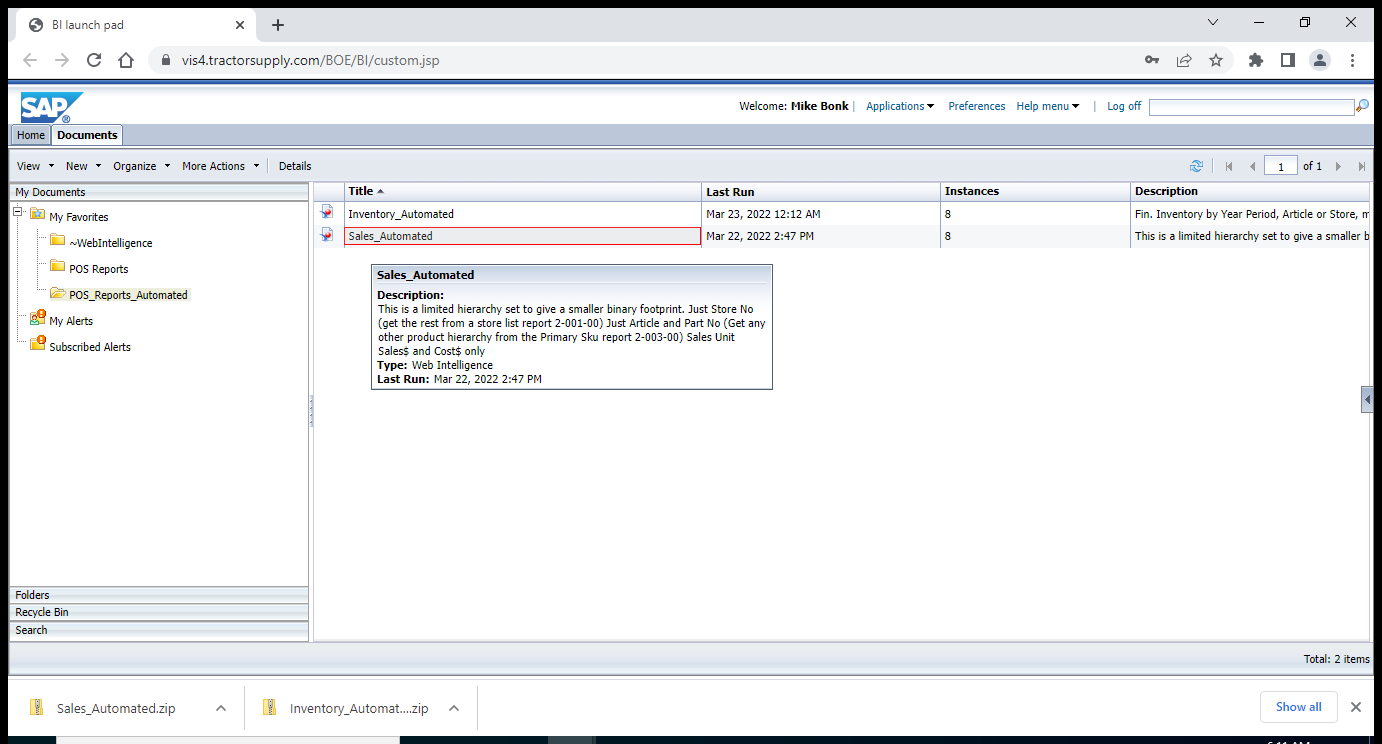 BI launch pad
vis4.tractorsupply.com/BOE/BI/custom.jsp
SAP ®
Welcome: Mike Bonk | Applications | Preferences | Help menu | Log off
Home Documents
View New Organize More Actions Details 1 of 1
My Documents
My Favorites
~WebIntelligence
POS Reports
POS_Reports_Automated
My Alerts
Subscribed Alerts
Folders
Recycle Bin
Search
Title Last Run Instances Description
Inventory_Automated Mar 23, 2022 12:12 AM 8 Fin. Inventory by Year Period, Article or Store, m
Sales_Automated Mar 22, 2022 2:47 PM 8 This is a limited hierarchy set to give a smaller b
Sales_Automated
Description:
This is a limited hierarchy set to give a smaller binary footprint. Just Store No
(get the rest from a store list report 2-001-00) Just Article and Part No (Get any
other product hierarchy from the Primary Sku report 2-003-00) Sales Unit
Sales$ and Cost$ only
Type: Web Intelligence
Last Run: Mar 22, 2022 2:47 PM
Total: 2 items
Sales_Automated.zip Inventory_Automat....zip Show all